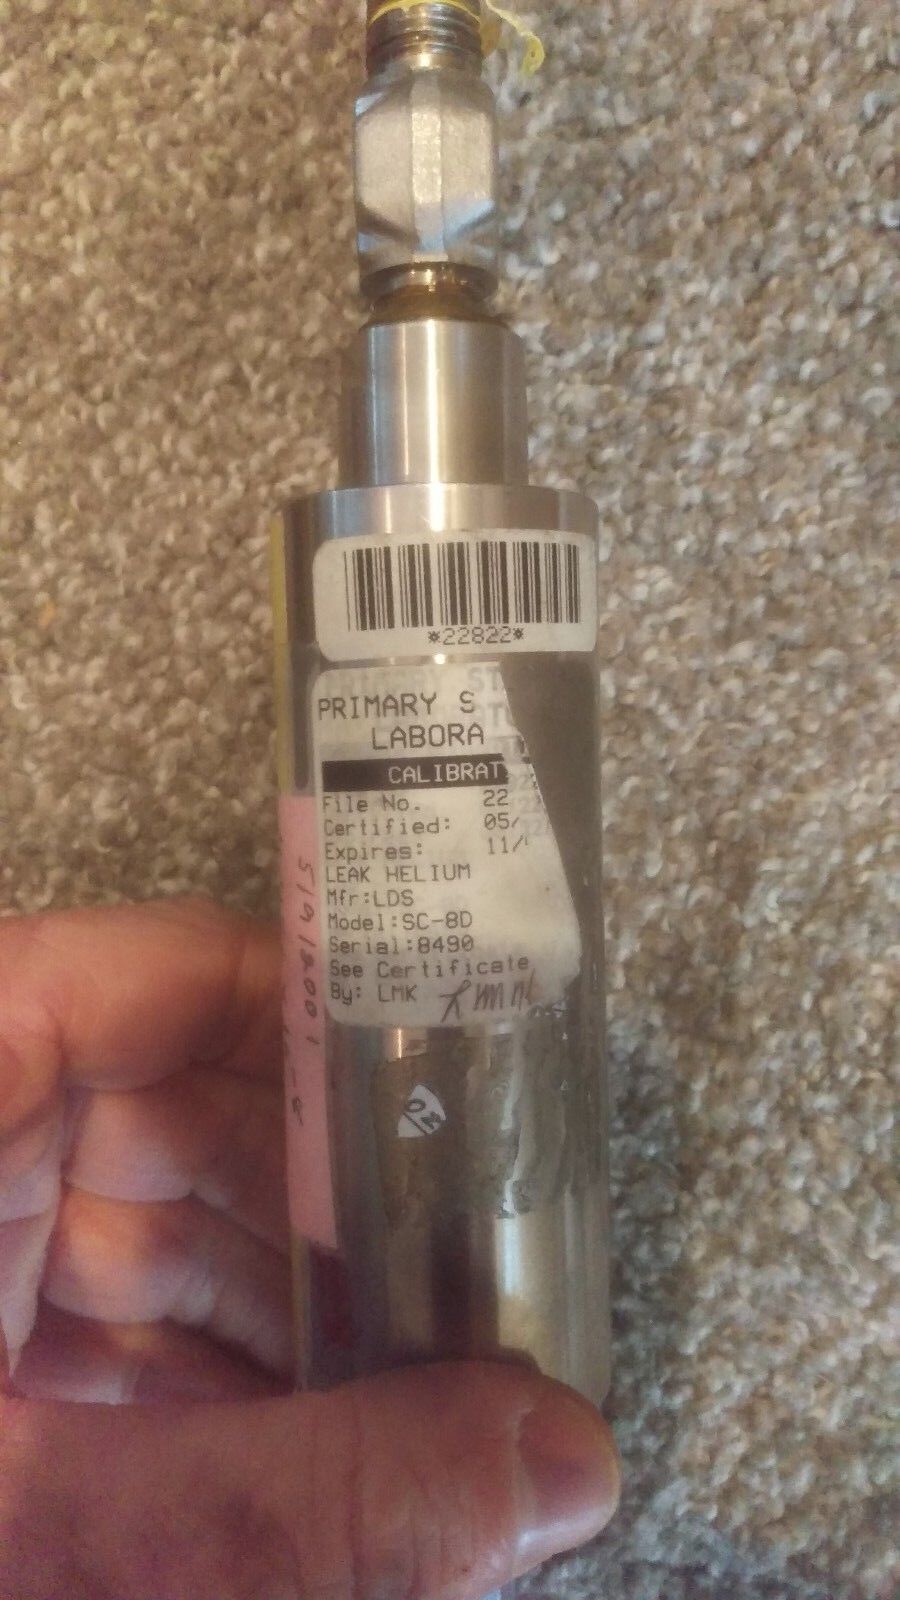 *22822*
PRIMARY S
LABORA
CALIBRAT
File No. 22
Certified: 05/
Expires: 11/
LEAK HELIUM
Mfr:LDS
Model:SC-8D
Serial:8490
See Certificate
By: LMK